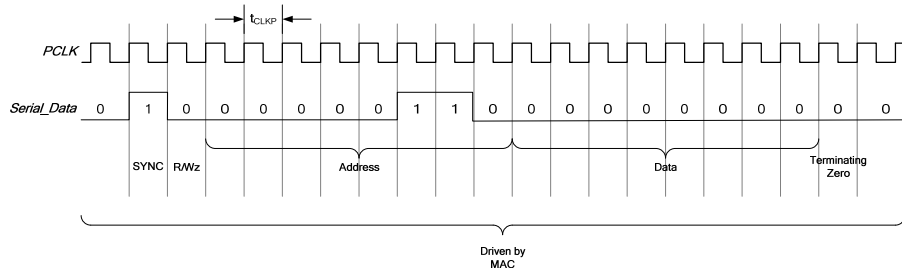 tCLKP
PCLK
Serial_Data 0 1 0 0 0 0 0 0 1 1 0 0 0 0 0 0 0 0 0 0 0
SYNC R/Wz Address Data Terminating
Zero
Driven by
MAC